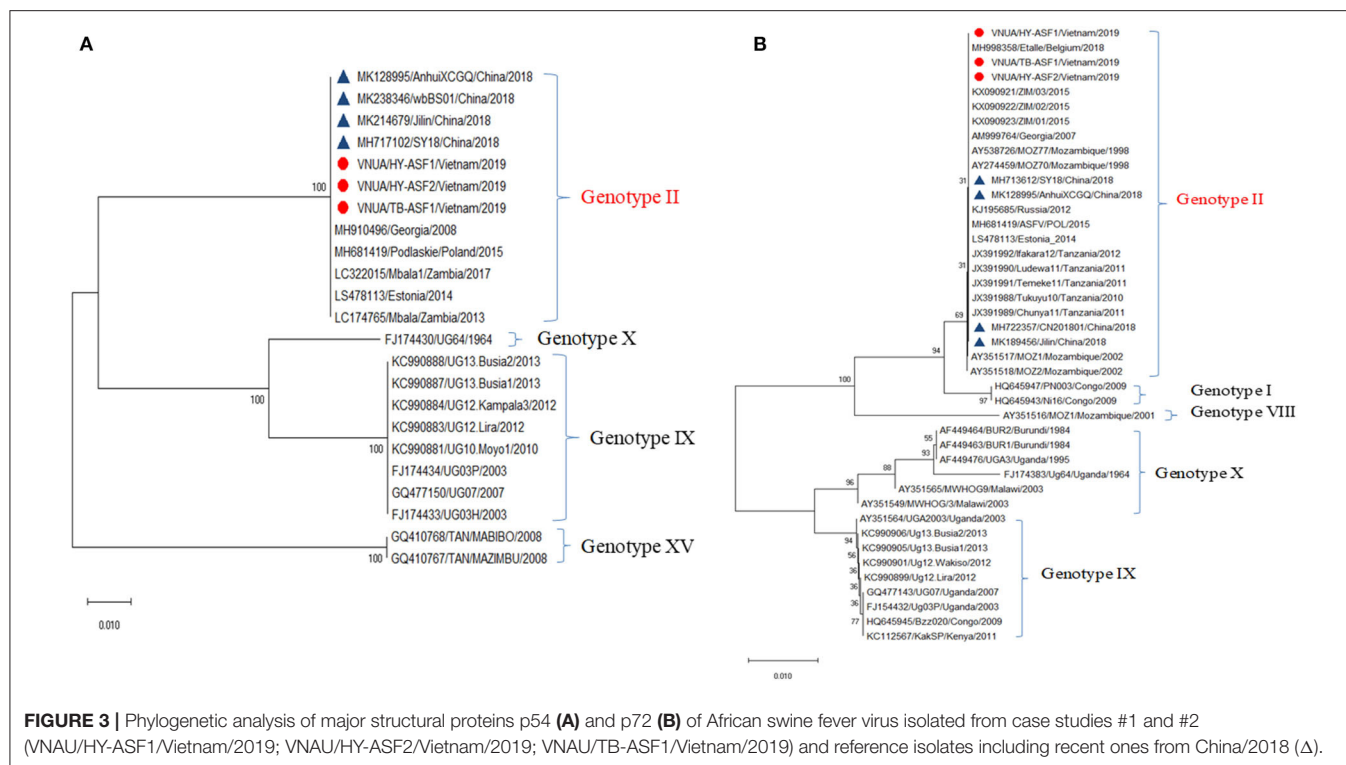 A
MK128995/AnhuiXCGQ/China/2018
MK238346/wbBS01/China/2018
MK214679/Jilin/China/2018
MH717102/SY18/China/2018
VNUA/HY-ASF1/Vietnam/2019
VNUA/HY-ASF2/Vietnam/2019
100
VNUA/TB-ASF1/Vietnam/2019
MH910496/Georgia/2008
MH681419/Podlaskie/Poland/2015
LC322015/Mbala1/Zambia/2017
LS478113/Estonia/2014
LC174765/Mbala/Zambia/2013
Genotype II
FJ174430/UG64/1964
Genotype X
KC990888/UG13.Busia2/2013
KC990887/UG13.Busia1/2013
KC990884/UG12.Kampala3/2012
100
KC990883/UG12.Lira/2012
KC990881/UG10.Moyo1/2010
100
FJ174434/UG03P/2003
GQ477150/UG07/2007
FJ174433/UG03H/2003
Genotype IX
GQ410768/TAN/MABIBO/2008
100
GQ410767/TAN/MAZIMBU/2008
Genotype XV
0.010
B
VNUA/HY-ASF1/Vietnam/2019
MH998358/Etalle/Belgium/2018
VNUA/TB-ASF1/Vietnam/2019
VNUA/HY-ASF2/Vietnam/2019
KX090921/ZIM/03/2015
KX090922/ZIM/02/2015
KX090923/ZIM/01/2015
AM999764/Georgia/2007
AY538726/MOZ77/Mozambique/1998
AY274459/MOZ70/Mozambique/1998
31
MH713612/SY18/China/2018
MK128995/AnhuiXCGQ/China/2018
KJ195685/Russia/2012
MH681419/ASFV/POL/2015
LS478113/Estonia_2014
JX391992/Ifakara12/Tanzania/2012
31
JX391990/Ludewa11/Tanzania/2011
JX391991/Temeke11/Tanzania/2011
JX391988/Tukuyu10/Tanzania/2010
JX391989/Chunya11/Tanzania/2011
69
MH722357/CN201801/China/2018
MK189456/Jilin/China/2018
94
AY351517/MOZ1/Mozambique/2002
AY351518/MOZ2/Mozambique/2002
Genotype II
HQ645947/PN003/Congo/2009
100
97
HQ645943/Ni16/Congo/2009
Genotype I
AY351516/MOZ1/Mozambique/2001
Genotype VIII
AF449464/BUR2/Burundi/1984
55
AF449463/BUR1/Burundi/1984
93
AF449476/UGA3/Uganda/1995
88
FJ174383/Ug64/Uganda/1964
AY351565/MWHOG9/Malawi/2003
96
AY351549/MWHOG/3/Malawi/2003
Genotype X
AY351564/UGA2003/Uganda/2003
KC990906/Ug13.Busia2/2013
94
KC990905/Ug13.Busia1/2013
56
KC990901/Ug12.Wakiso/2012
36
KC990899/Ug12.Lira/2012
36
GQ477143/UG07/Uganda/2007
36
FJ154432/Ug03P/Uganda/2003
77
HQ645945/Bzz020/Congo/2009
KC112567/KakSP/Kenya/2011
Genotype IX
0.010
FIGURE 3 | Phylogenetic analysis of major structural proteins p54 (A) and p72 (B) of African swine fever virus isolated from case studies #1 and #2
(VNAU/HY-ASF1/Vietnam/2019; VNAU/HY-ASF2/Vietnam/2019; VNAU/TB-ASF1/Vietnam/2019) and reference isolates including recent ones from China/2018 (Δ).